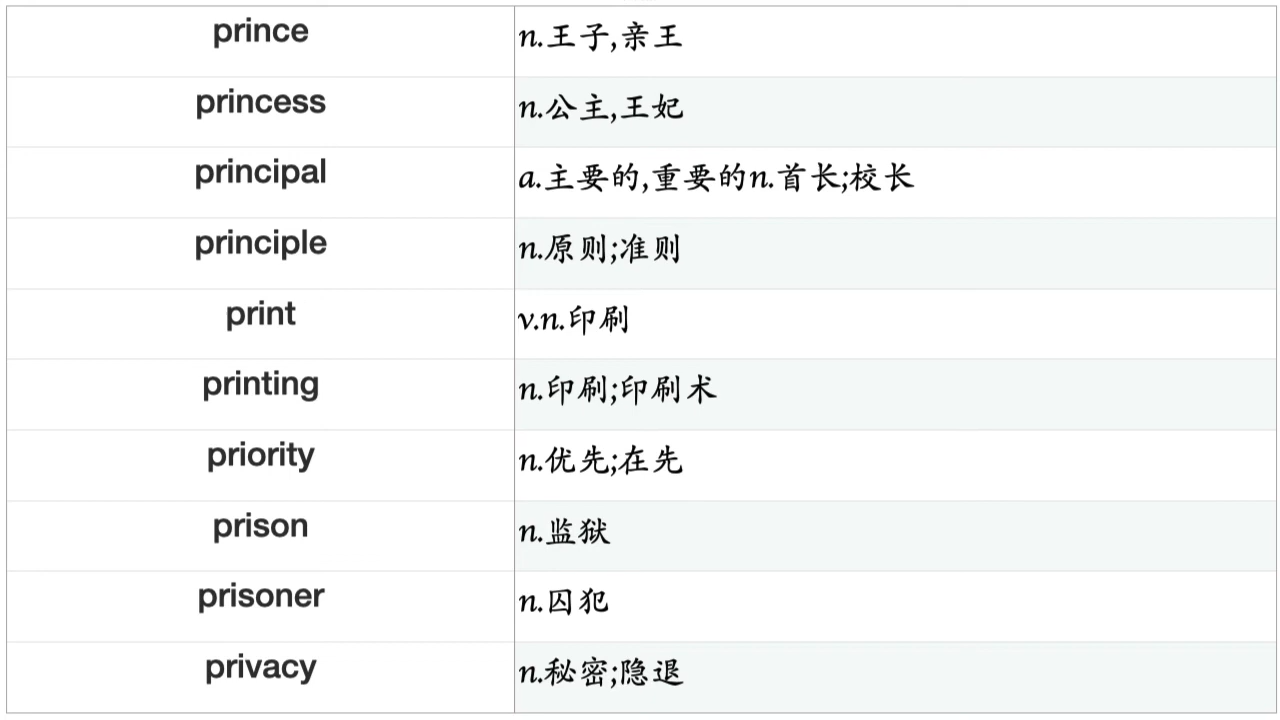 prince n.王子,亲王
princess n.公主,王妃
principal a.主要的,重要的n.首长;校长
principle n.原则;准则
print v.n.印刷
printing n.印刷;印刷术
priority n.优先;在先
prison n.监狱
prisoner n.囚犯
privacy n.秘密;隐退